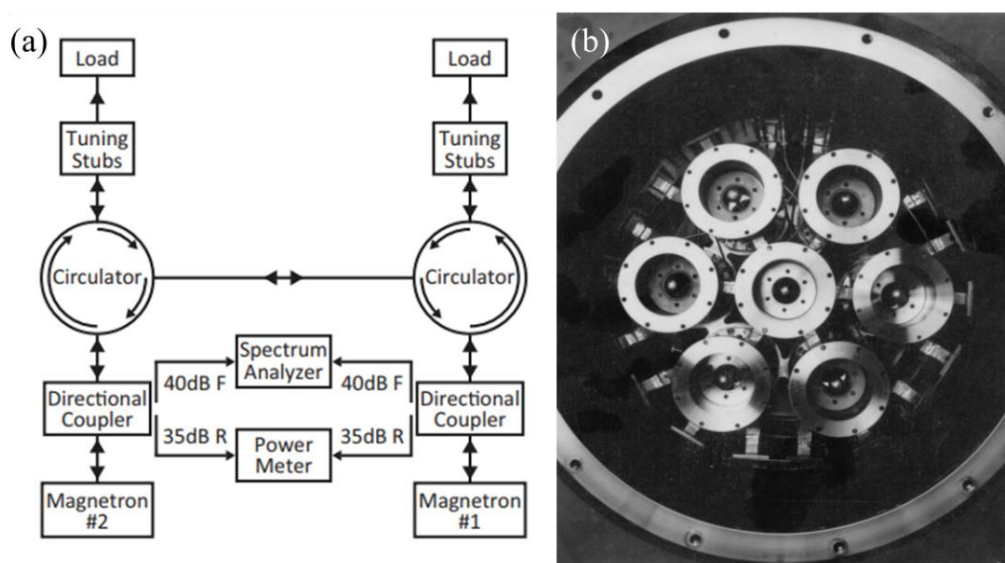 (a)
(b)
Load
Load
Tuning
Stubs
Tuning
Stubs
Circulator
Circulator
Spectrum
Analyzer
40dB F
40dB F
Directional
Coupler
Directional
Coupler
35dB R
35dB R
Power
Meter
Magnetron
#2
Magnetron
#1